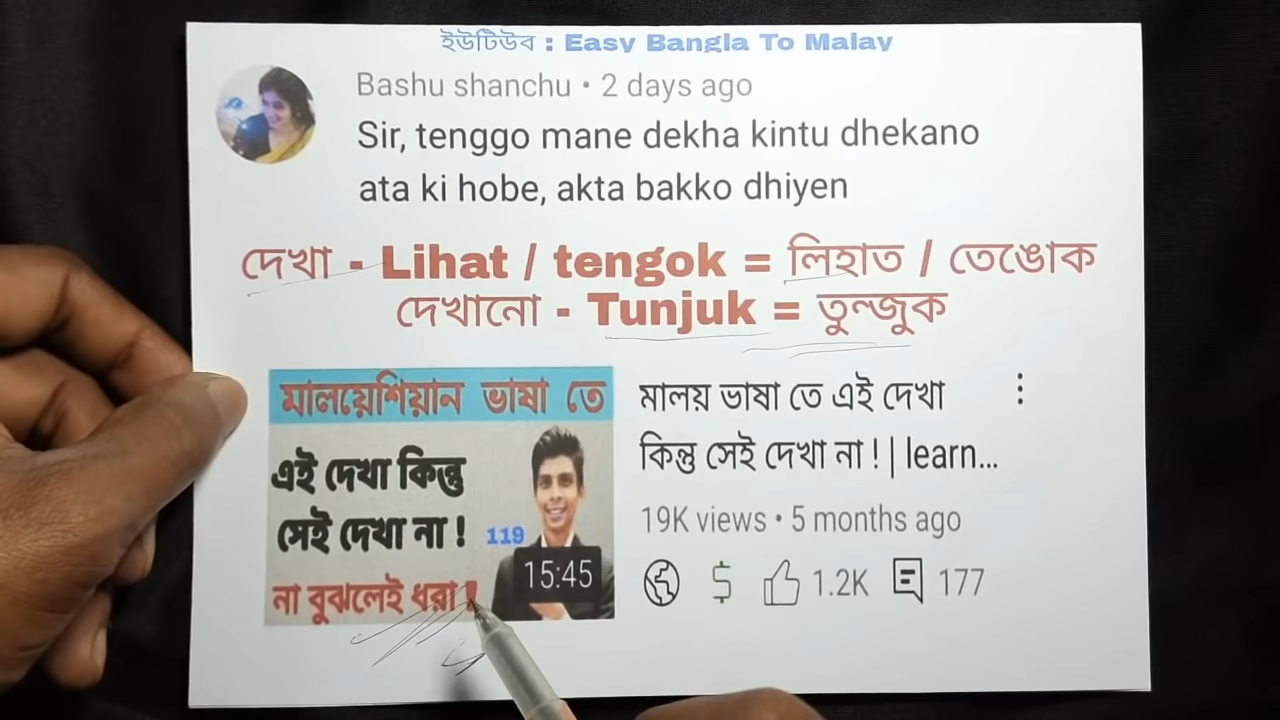 ইউটিউব : Easy Bangla To Malay
Bashu shanchu • 2 days ago
Sir, tenggo mane dekha kintu dhekano
ata ki hobe, akta bakko dhiyen
দেখা - Lihat / tengok = লিহাত / তেঙোক
দেখানো - Tunjuk = তুন্জুক
মালয়েশিয়ান ভাষা তে
এই দেখা কিন্তু
সেই দেখা না !
119
না বুঝলেই ধরা !
15:45
মালয় ভাষা তে এই দেখা
কিন্তু সেই দেখা না ! | learn...
19K views • 5 months ago
$ 1.2K 177